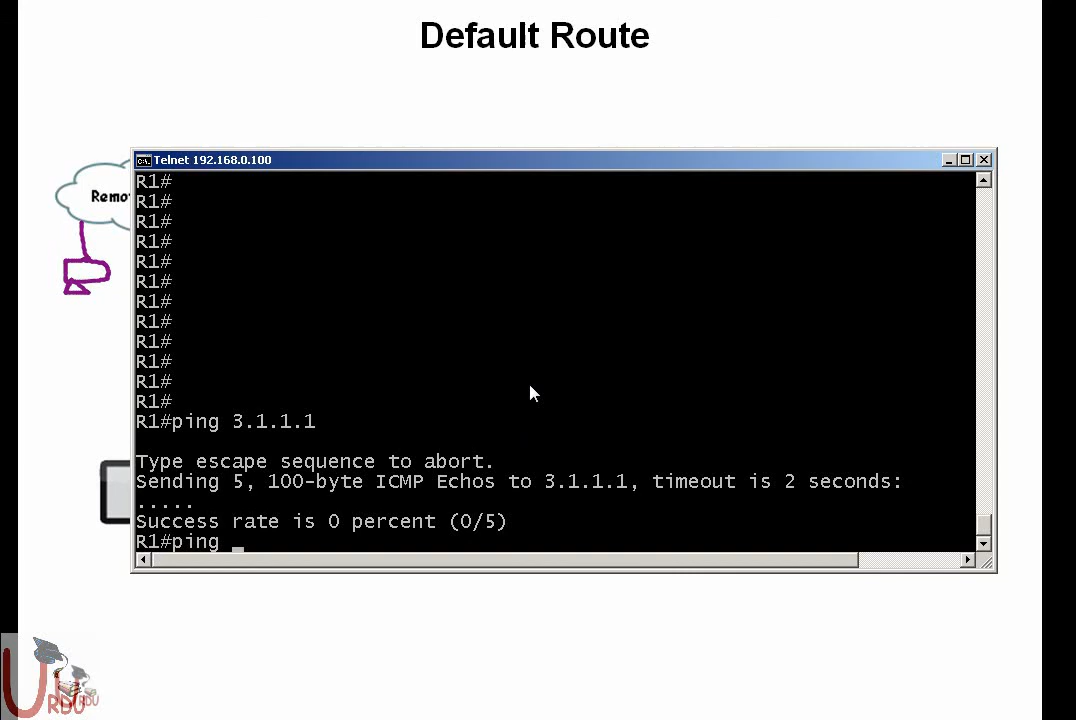 Default Route
Remo
Telnet 192.168.0.100
R1#
R1#
R1#
R1#
R1#
R1#
R1#
R1#
R1#
R1#
R1#
R1#
R1#ping 3.1.1.1
Type escape sequence to abort.
Sending 5, 100-byte ICMP Echos to 3.1.1.1, timeout is 2 seconds:
.....
Success rate is 0 percent (0/5)
R1#ping
URDU